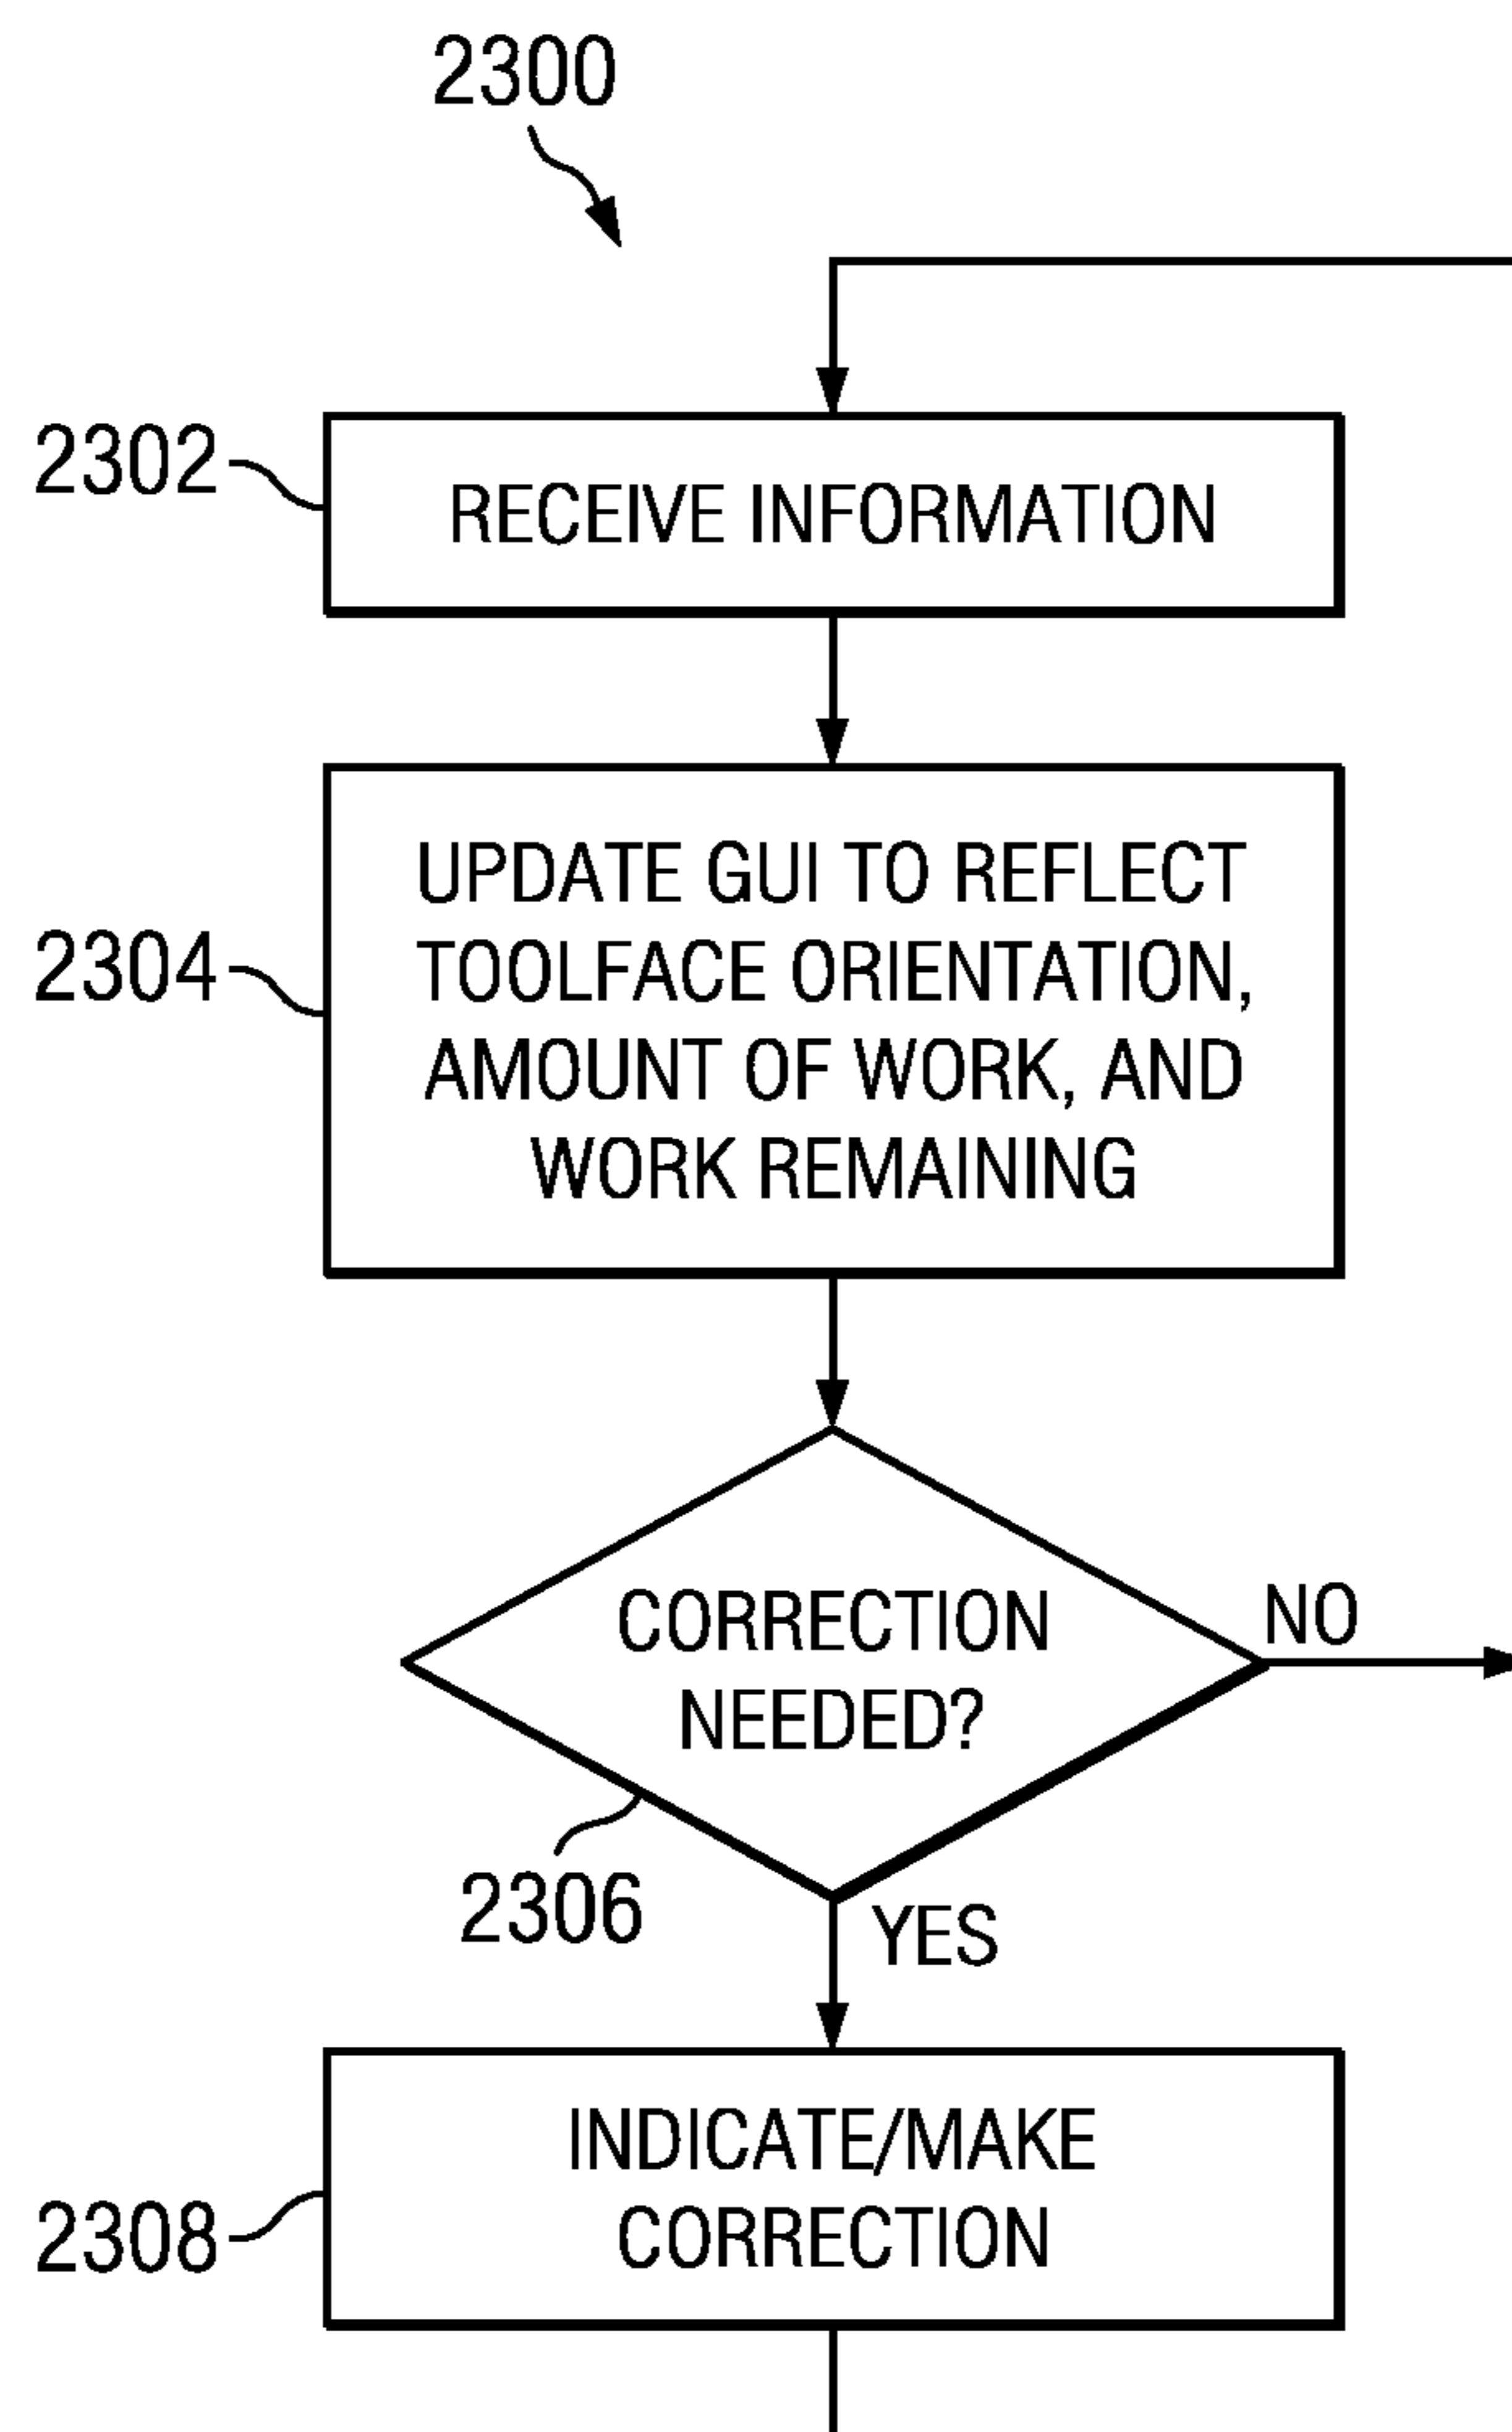 2300
2302
RECEIVE INFORMATION
UPDATE GUI TO REFLECT
TOOLFACE ORIENTATION,
2304
AMOUNT OF WORK, AND
WORK REMAINING
CORRECTION
NEEDED?
NO
2306
YES
INDICATE/MAKE
CORRECTION
2308